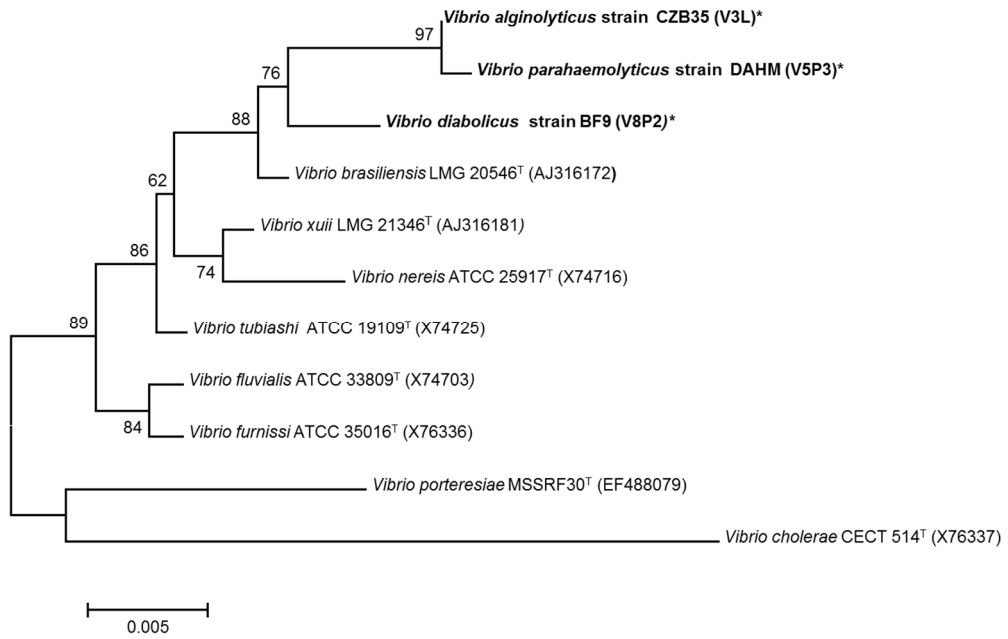 Vibrio alginolyticus strain CZB35 (V3L)*
97
Vibrio parahaemolyticus strain DAHM (V5P3)*
76
88
Vibrio diabolicus strain BF9 (V8P2)*
Vibrio brasiliensis LMG 20546ᵀ (AJ316172)
62
Vibrio xuii LMG 21346ᵀ (AJ316181)
86
74
Vibrio nereis ATCC 25917ᵀ (X74716)
89
Vibrio tubiashi ATCC 19109ᵀ (X74725)
Vibrio fluvialis ATCC 33809ᵀ (X74703)
84
Vibrio furnissi ATCC 35016ᵀ (X76336)
Vibrio porteresiae MSSRF30ᵀ (EF488079)
Vibrio cholerae CECT 514ᵀ (X76337)
0.005